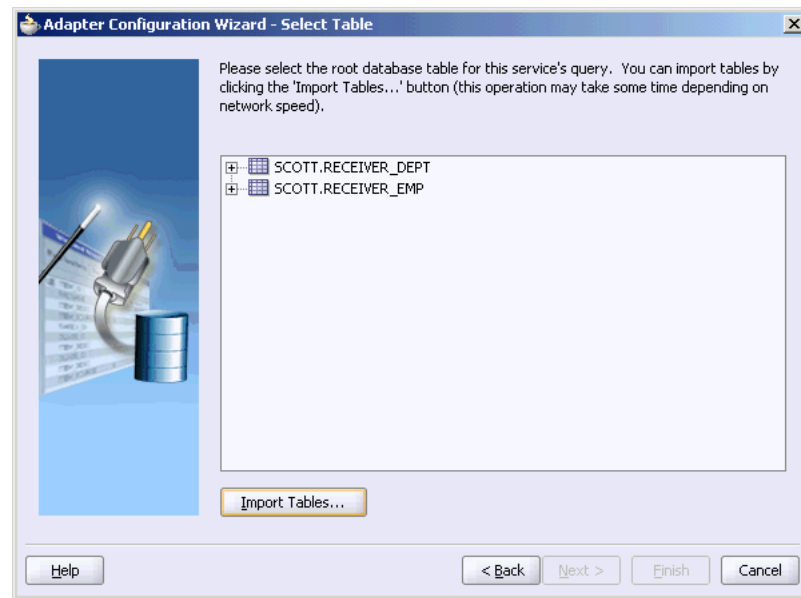 Adapter Configuration Wizard - Select Table
Please select the root database table for this service's query. You can import tables by
clicking the 'Import Tables...' button (this operation may take some time depending on
network speed).
SCOTT.RECEIVER_DEPT
SCOTT.RECEIVER_EMP
Import Tables...
Help
< Back
Next >
Finish
Cancel